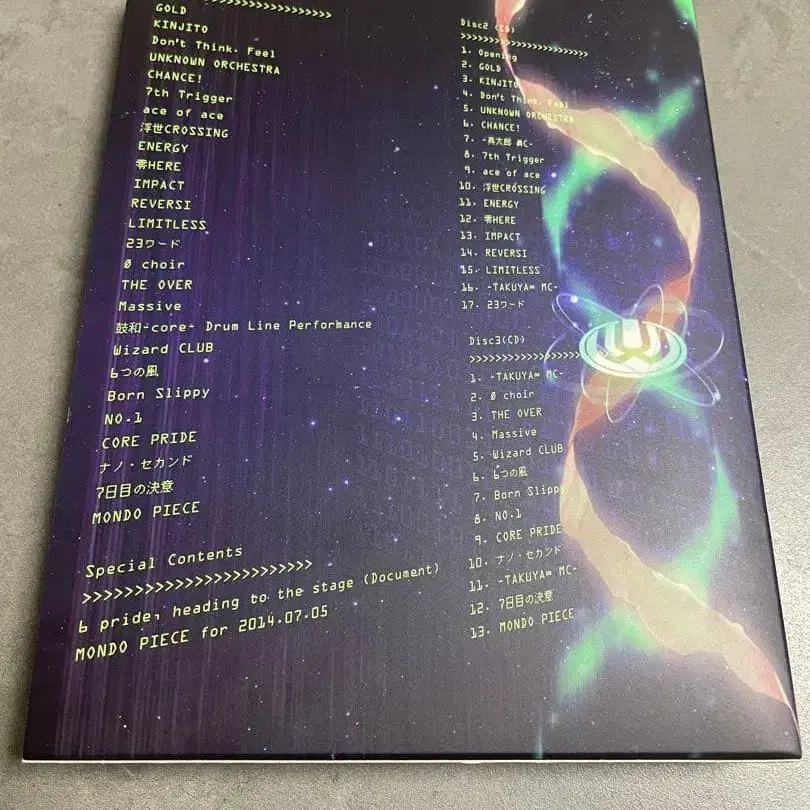 >>>>>>>>>>>>>>>>>>>>>
GOLD
KINJITO
Don't Think. Feel
UNKNOWN ORCHESTRA
CHANCE!
7th Trigger
ace of ace
浮世CROSSING
ENERGY
零HERE
IMPACT
REVERSI
LIMITLESS
23ワード
Ø choir
THE OVER
Massive
鼓和-core- Drum Line Performance
Wizard CLUB
6つの風
Born Slippy
NO.1
CORE PRIDE
ナノ・セカンド
7日目の決意
MONDO PIECE
Special Contents
>>>>>>>>>>>>>>>>>>>>>>>>>
6 pride, heading to the stage (Document)
MONDO PIECE for 2014.07.05
Disc2 (CD)
>>>>>>>>>>>>>>>>>>>>>>>>>
1. Opening
2. GOLD
3. KINJITO
4. Don't Think. Feel
5. UNKNOWN ORCHESTRA
6. CHANCE!
7. -真太郎 MC-
8. 7th Trigger
9. ace of ace
10. 浮世CROSSING
11. ENERGY
12. 零HERE
13. IMPACT
14. REVERSI
15. LIMITLESS
16. -TAKUYA∞ MC-
17. 23ワード
Disc3(CD)
>>>>>>>>>>>>>>>>>>>>>
1. -TAKUYA∞ MC-
2. Ø choir
3. THE OVER
4. Massive
5. Wizard CLUB
6. 6つの風
7. Born Slippy
8. NO.1
9. CORE PRIDE
10. ナノ・セカンド
11. -TAKUYA∞ MC-
12. 7日目の決意
13. MONDO PIECE